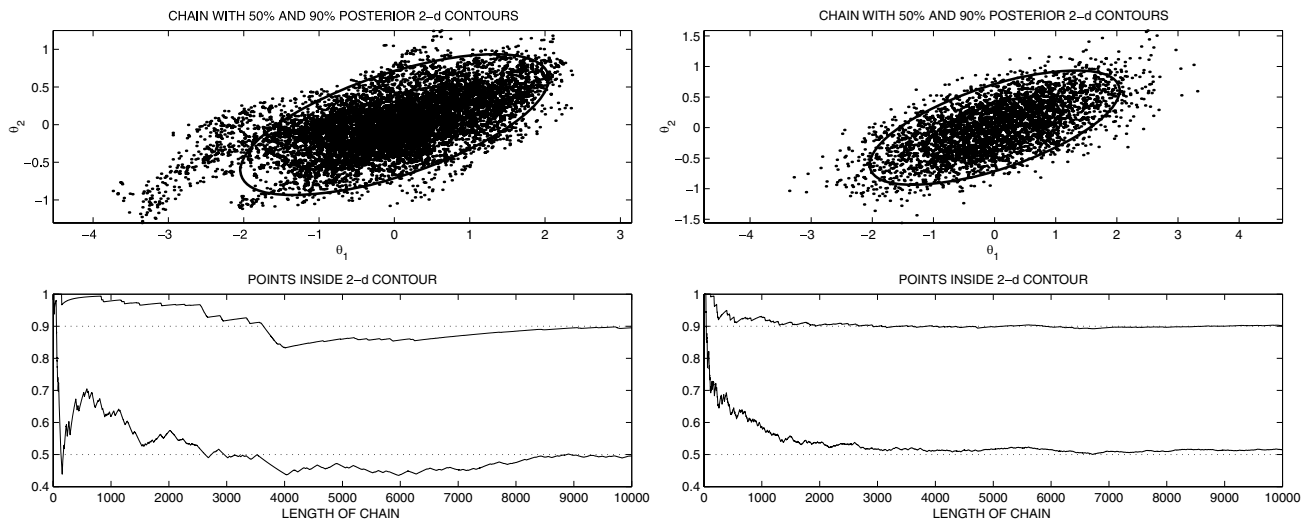 CHAIN WITH 50% AND 90% POSTERIOR 2−d CONTOURS
1
0.5
0
−0.5
−1
θ2
−4 −3 −2 −1 0 1 2 3
θ1
POINTS INSIDE 2−d CONTOUR
1
0.9
0.8
0.7
0.6
0.5
0.4
0 1000 2000 3000 4000 5000 6000 7000 8000 9000 10000
LENGTH OF CHAIN
CHAIN WITH 50% AND 90% POSTERIOR 2−d CONTOURS
1.5
1
0.5
0
−0.5
−1
−1.5
θ2
−4 −3 −2 −1 0 1 2 3 4
θ1
POINTS INSIDE 2−d CONTOUR
1
0.9
0.8
0.7
0.6
0.5
0.4
0 1000 2000 3000 4000 5000 6000 7000 8000 9000 10000
LENGTH OF CHAIN